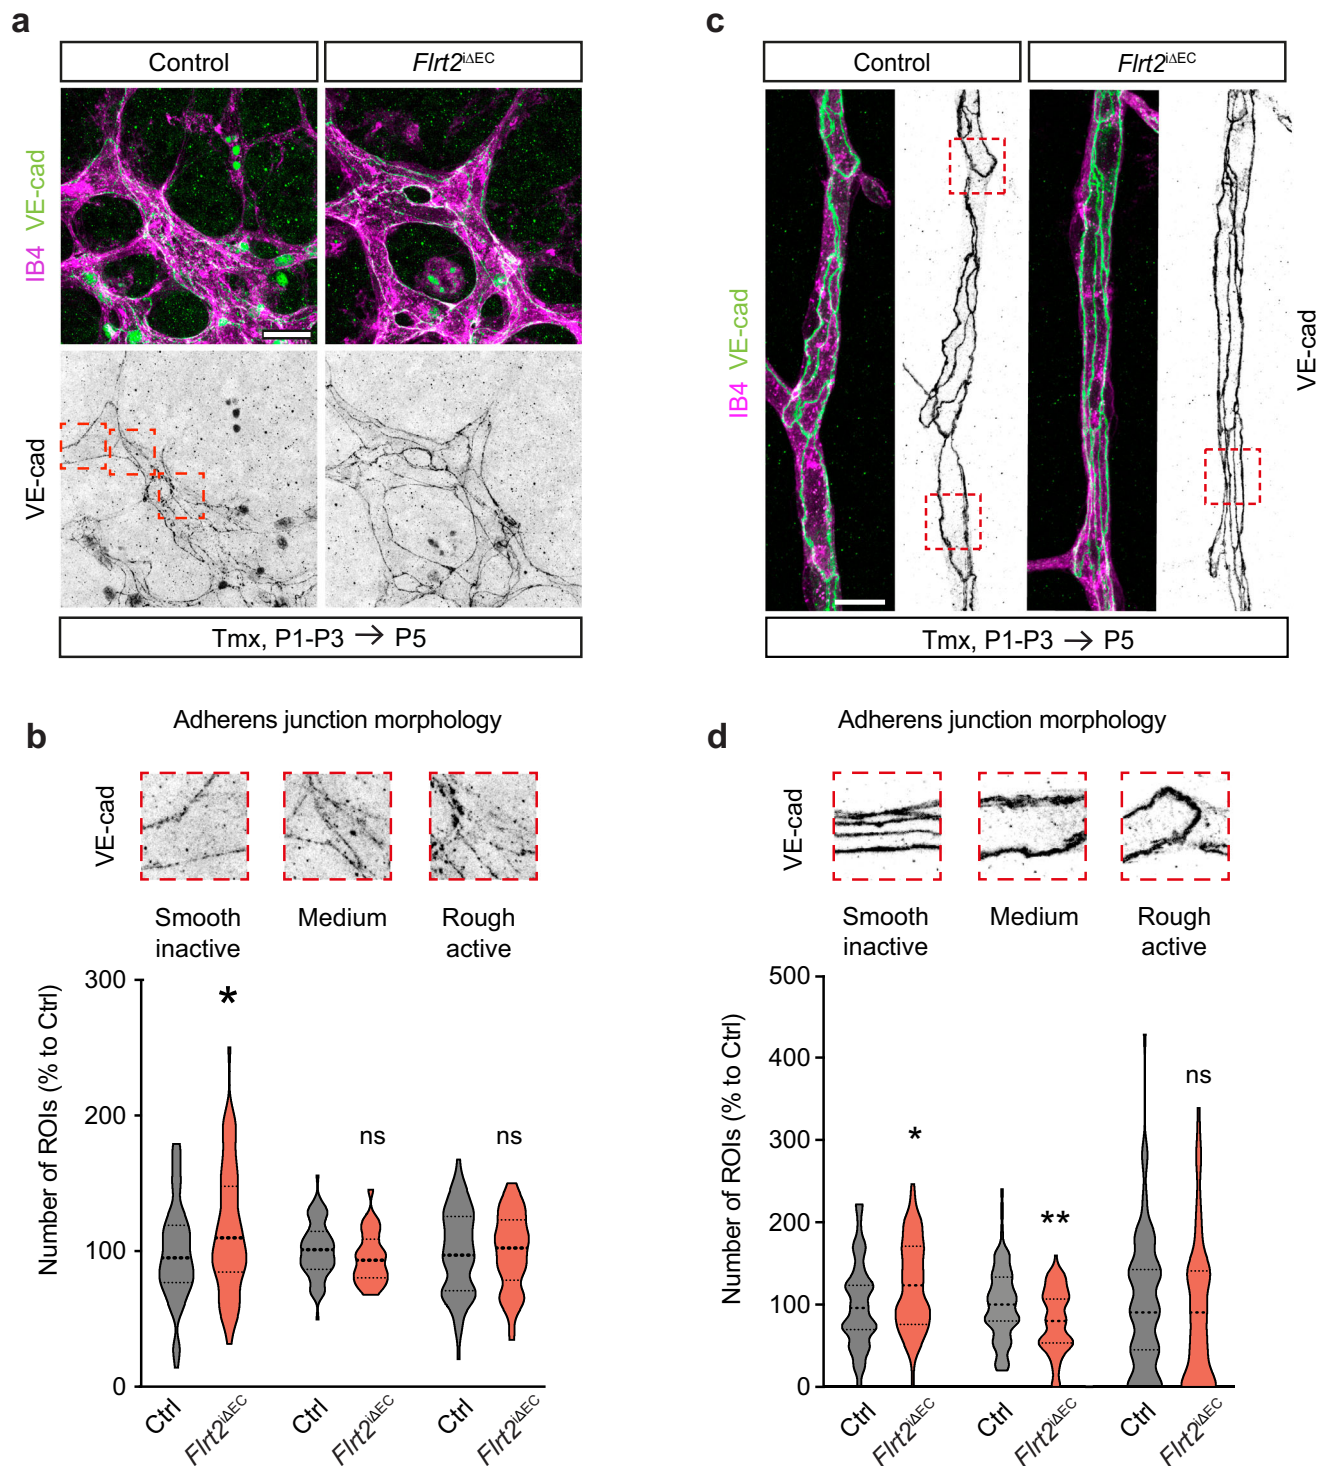 a
Control
Flrt2iΔEC
IB4 VE-cad
VE-cad
Tmx, P1-P3 → P5
b
Adherens junction morphology
VE-cad
Smooth inactive
Medium
Rough active
Number of ROIs (% to Ctrl)
300
200
100
0
*
ns
ns
Ctrl
Flrt2iΔEC
Ctrl
Flrt2iΔEC
Ctrl
Flrt2iΔEC
c
Control
Flrt2iΔEC
IB4 VE-cad
VE-cad
Tmx, P1-P3 → P5
d
Adherens junction morphology
VE-cad
Smooth inactive
Medium
Rough active
Number of ROIs (% to Ctrl)
500
400
300
200
100
0
*
**
ns
Ctrl
Flrt2iΔEC
Ctrl
Flrt2iΔEC
Ctrl
Flrt2iΔEC